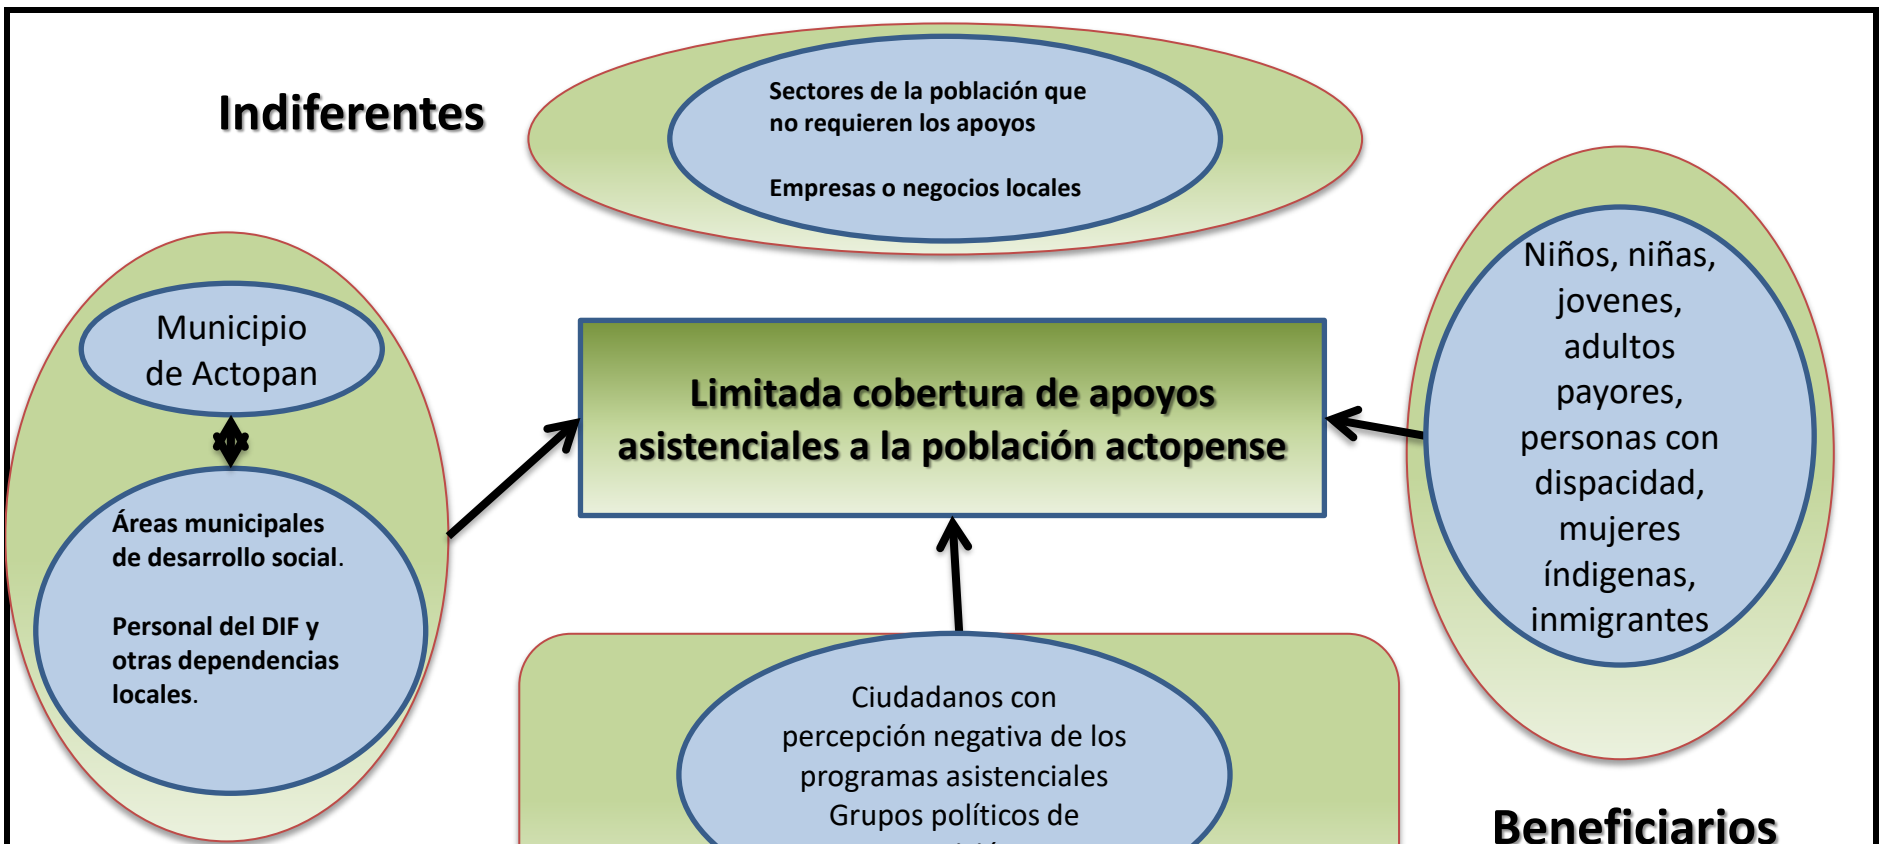 Indiferentes
Sectores de la población que
no requieren los apoyos
Empresas o negocios locales
Municipio
de Actopan
Áreas municipales
de desarrollo social.
Personal del DIF y
otras dependencias
locales.
Limitada cobertura de apoyos
asistenciales a la población actopense
Niños, niñas,
jovenes,
adultos
payores,
personas con
dispacidad,
mujeres
índigenas,
inmigrantes
Ciudadanos con
percepción negativa de los
programas asistenciales
Grupos políticos de
Beneficiarios